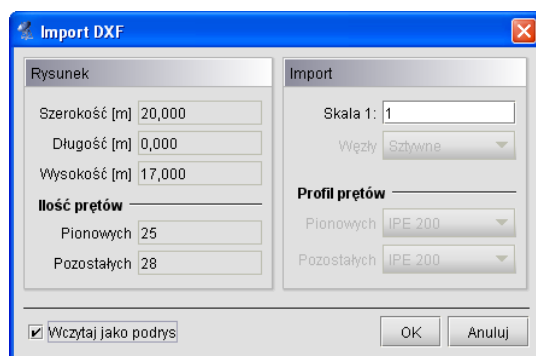 Import DXF
Rysunek
Szerokość [m] 20,000
Długość [m] 0,000
Wysokość [m] 17,000
Ilość prętów
Pionowych 25
Pozostałych 28
Import
Skala 1: 1
Węzły Sztywne
Profil prętów
Pionowych IPE 200
Pozostałych IPE 200
Wczytaj jako podrys
OK
Anuluj